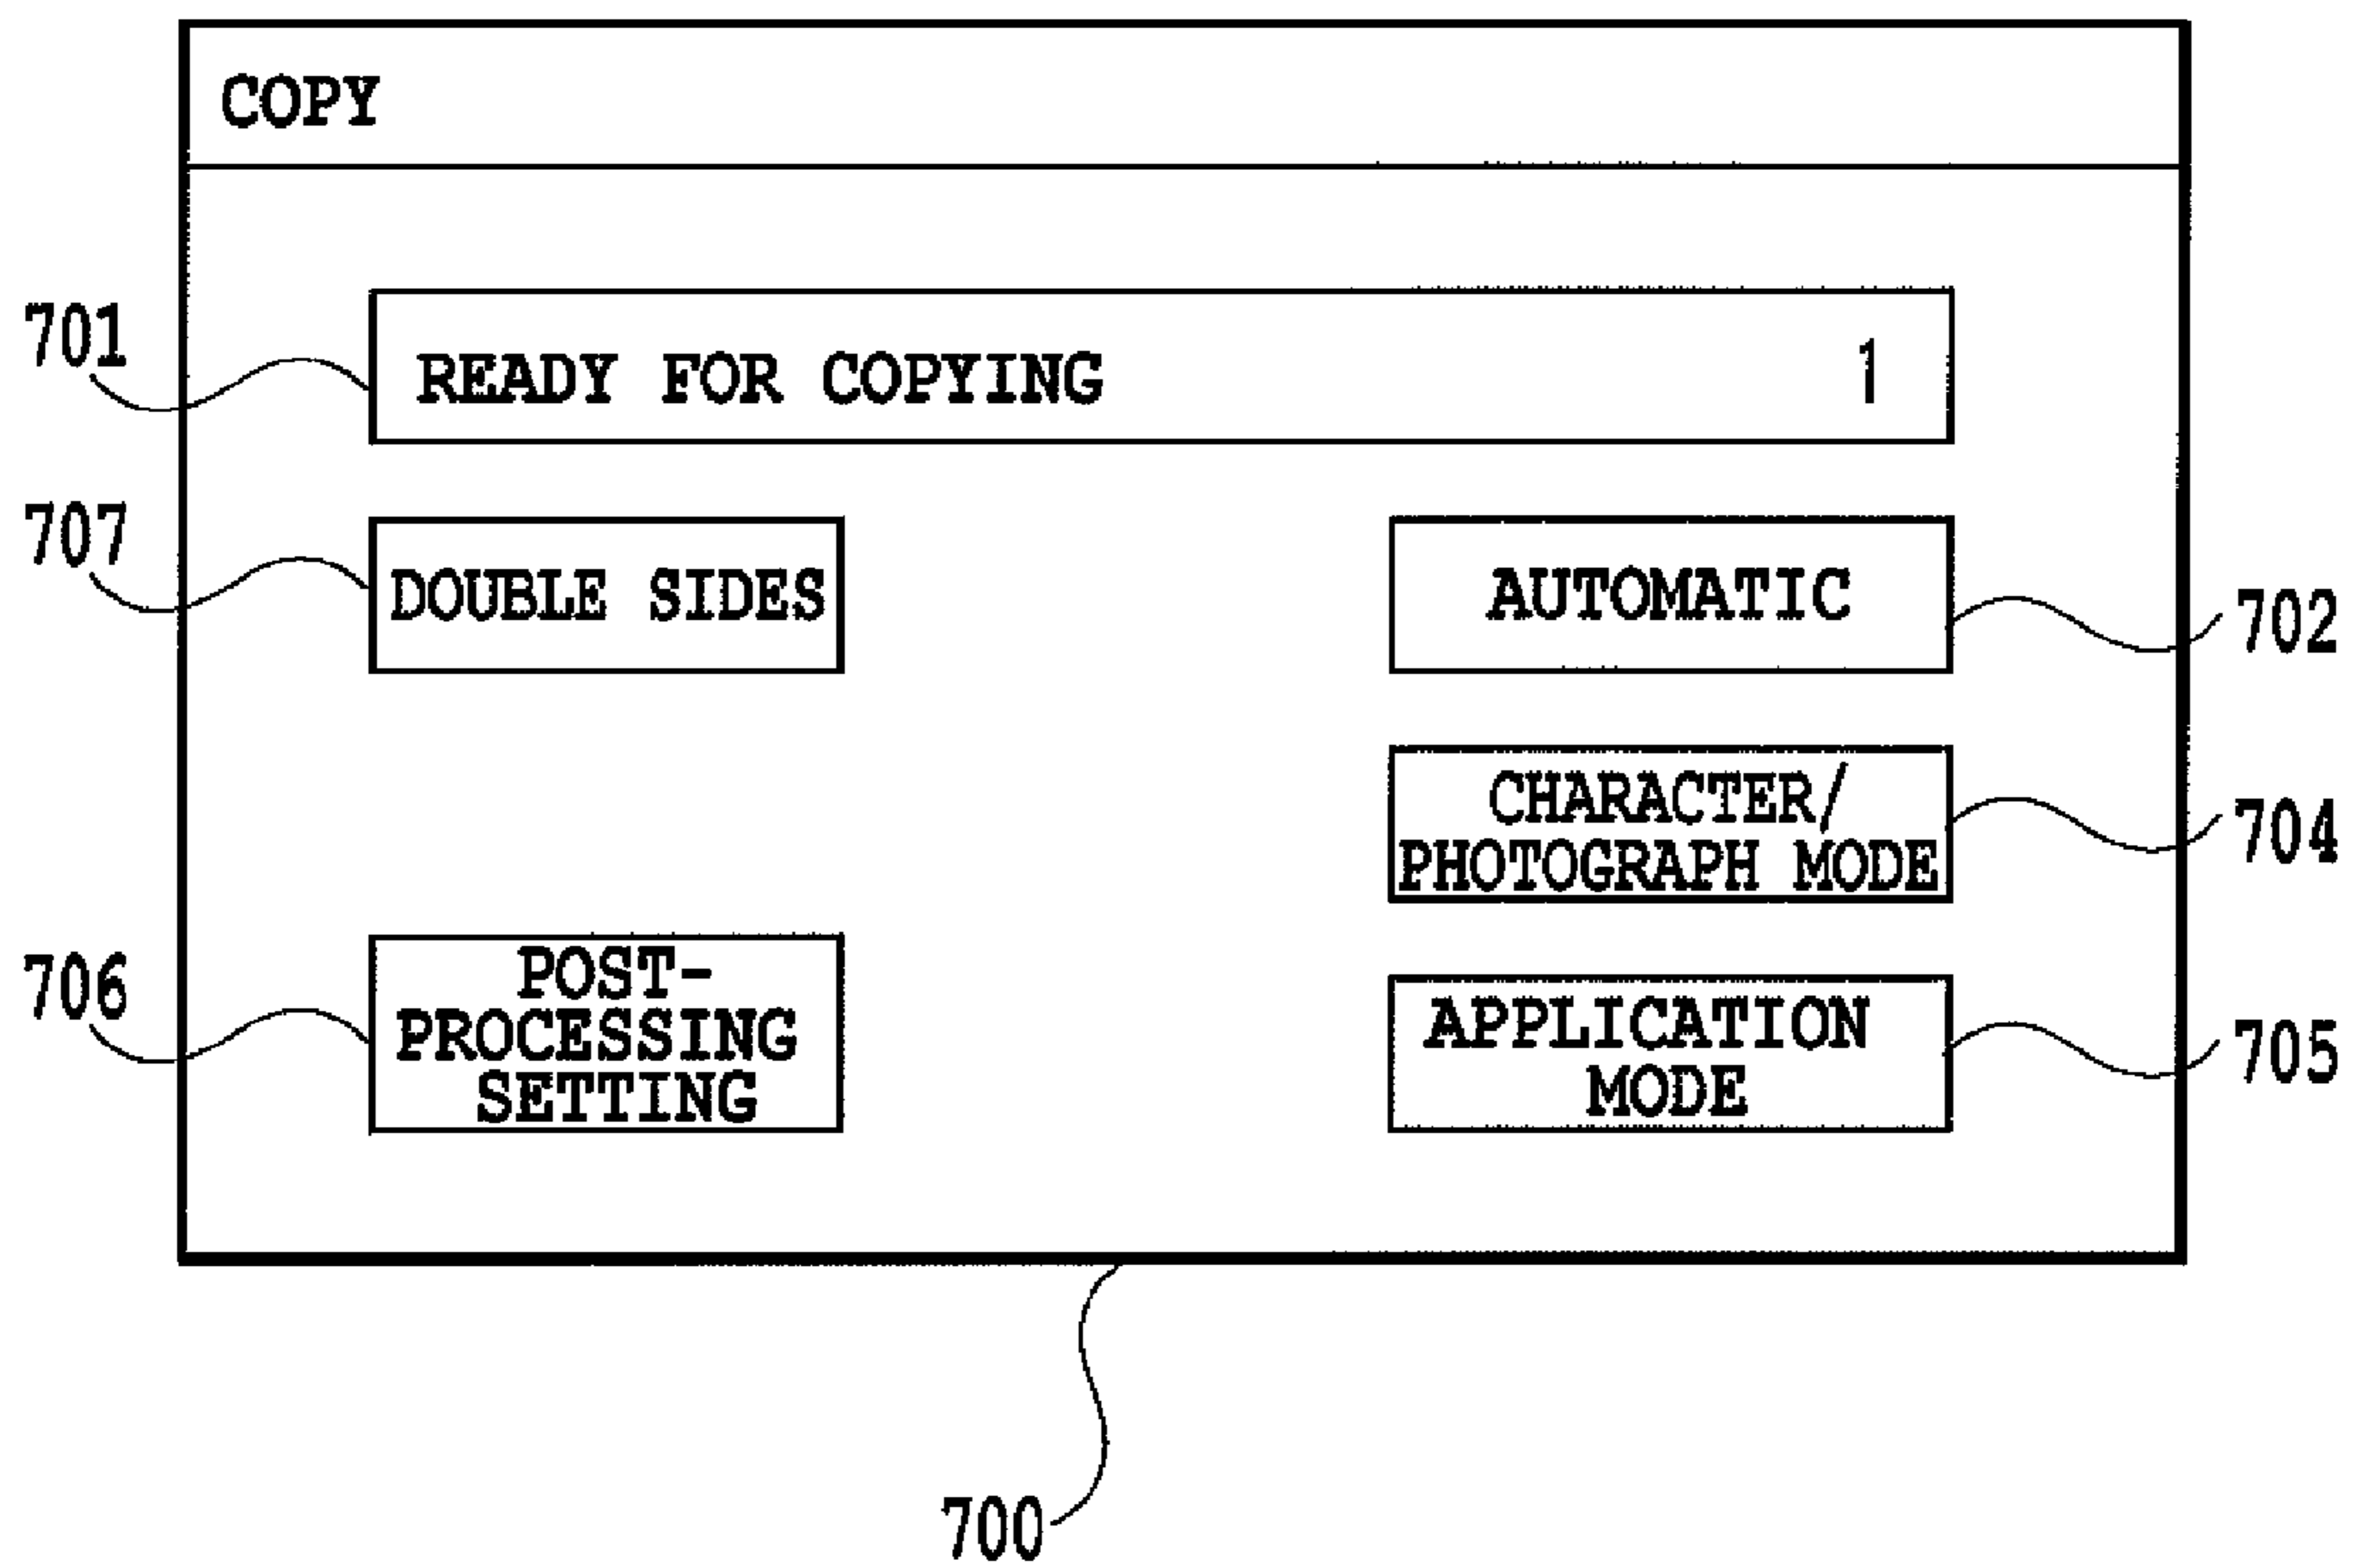 COPY
701
READY FOR COPYING 1
707
DOUBLE SIDES
AUTOMATIC
702
CHARACTER/
PHOTOGRAPH MODE
704
706
POST-
PROCESSING
SETTING
APPLICATION
MODE
705
700